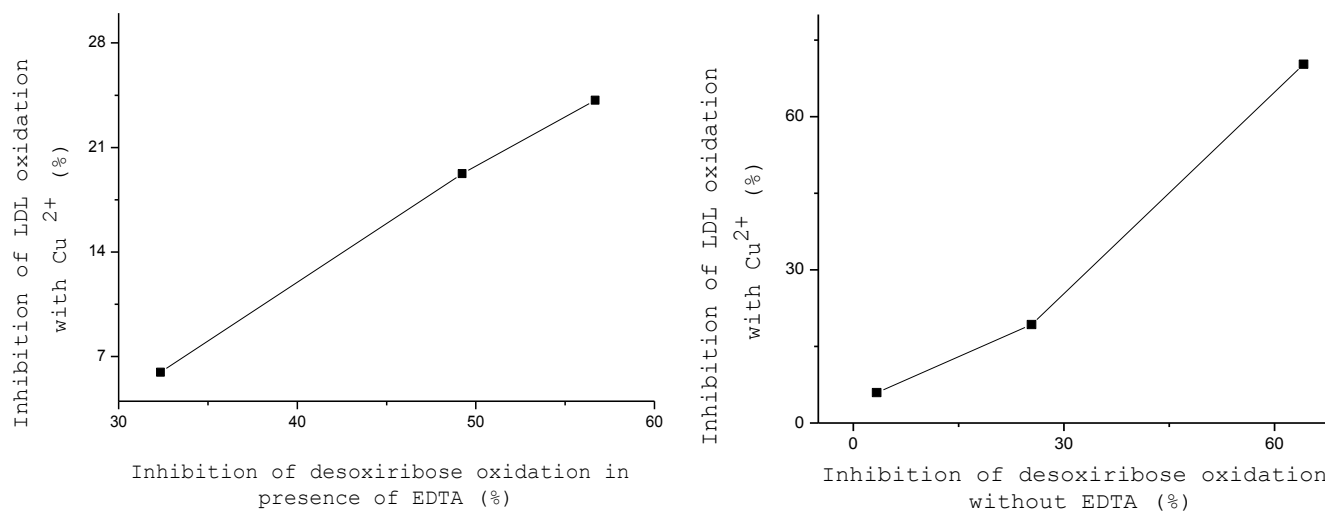 Inhibition of LDL oxidation
with Cu 2+ (%)
28
21
14
7
30
40
50
60
Inhibition of desoxiribose oxidation in
presence of EDTA (%)
Inhibition of LDL oxidation
with Cu2+ (%)
60
30
0
0
30
60
Inhibition of desoxiribose oxidation
without EDTA (%)